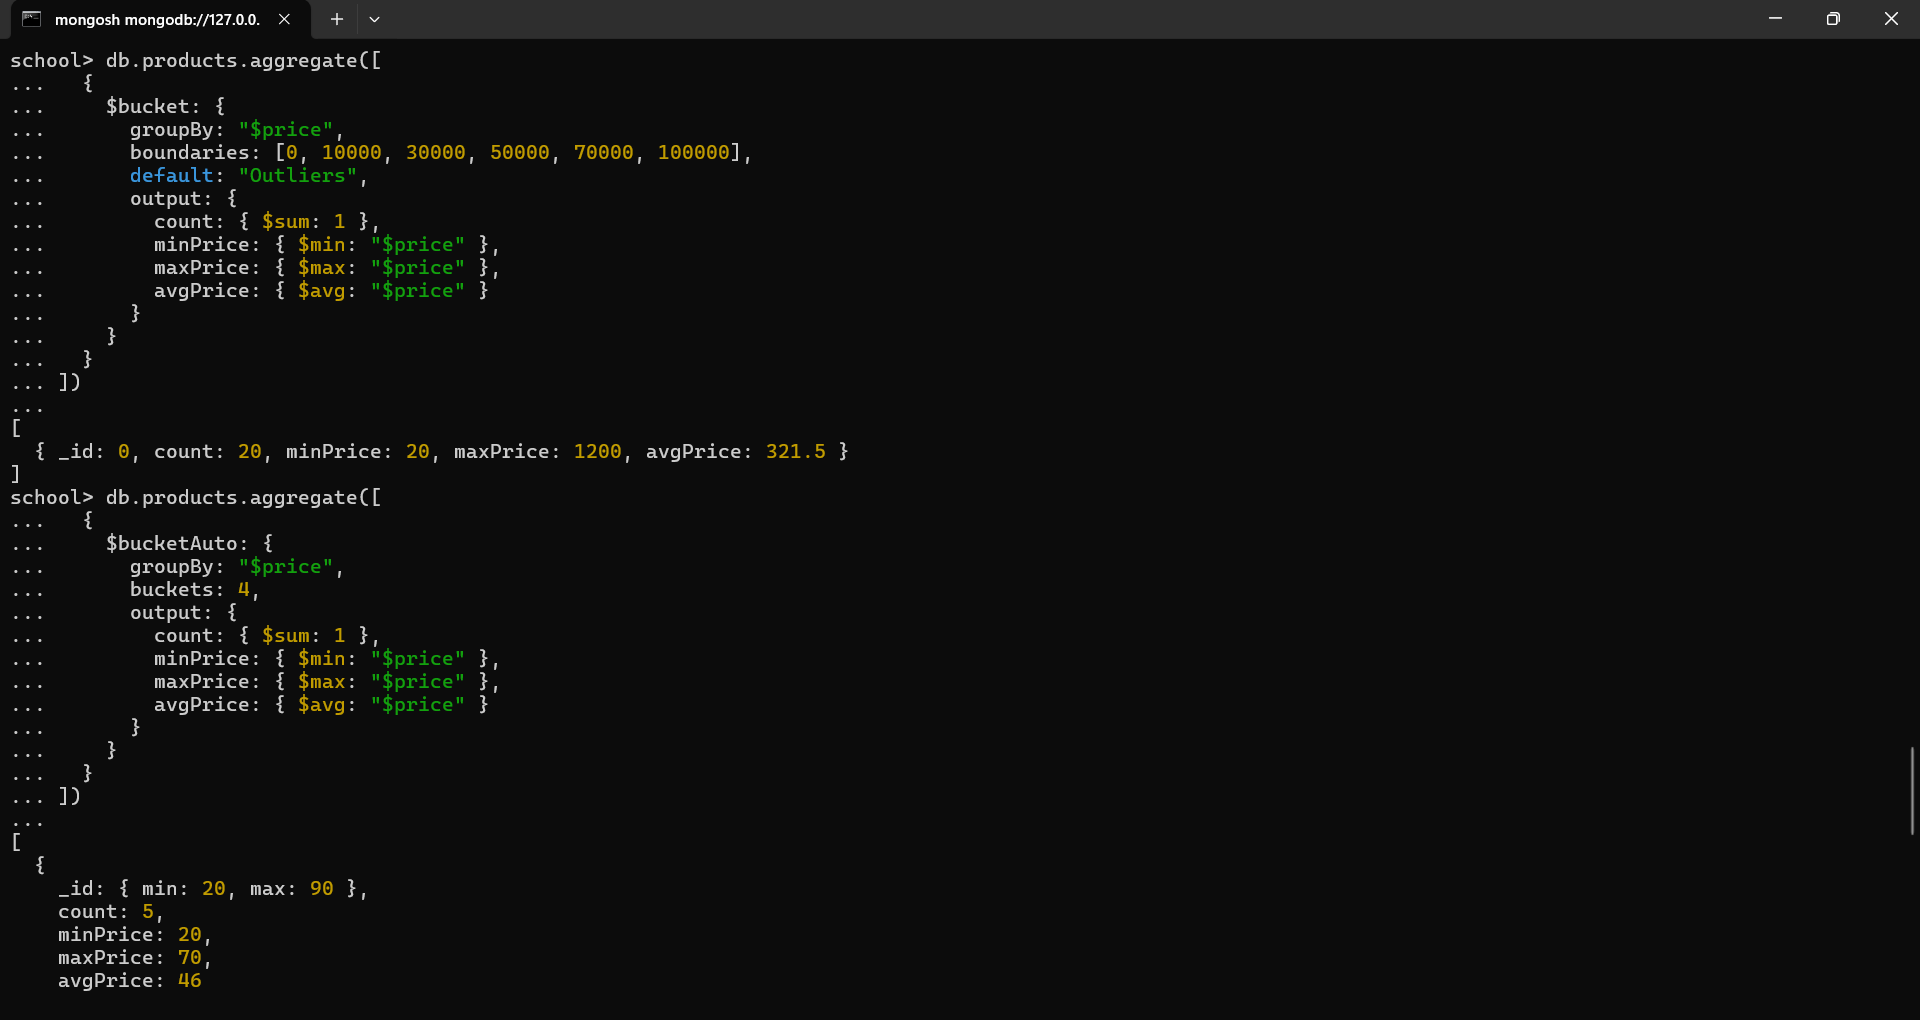 mongosh mongodb://127.0.0.
school> db.products.aggregate([
...   {
...     $bucket: {
...       groupBy: "$price",
...       boundaries: [0, 10000, 30000, 50000, 70000, 100000],
...       default: "Outliers",
...       output: {
...         count: { $sum: 1 },
...         minPrice: { $min: "$price" },
...         maxPrice: { $max: "$price" },
...         avgPrice: { $avg: "$price" }
...       }
...     }
...   }
... ])
...
[
  { _id: 0, count: 20, minPrice: 20, maxPrice: 1200, avgPrice: 321.5 }
]
school> db.products.aggregate([
...   {
...     $bucketAuto: {
...       groupBy: "$price",
...       buckets: 4,
...       output: {
...         count: { $sum: 1 },
...         minPrice: { $min: "$price" },
...         maxPrice: { $max: "$price" },
...         avgPrice: { $avg: "$price" }
...       }
...     }
...   }
... ])
...
[
  {
    _id: { min: 20, max: 90 },
    count: 5,
    minPrice: 20,
    maxPrice: 70,
    avgPrice: 46